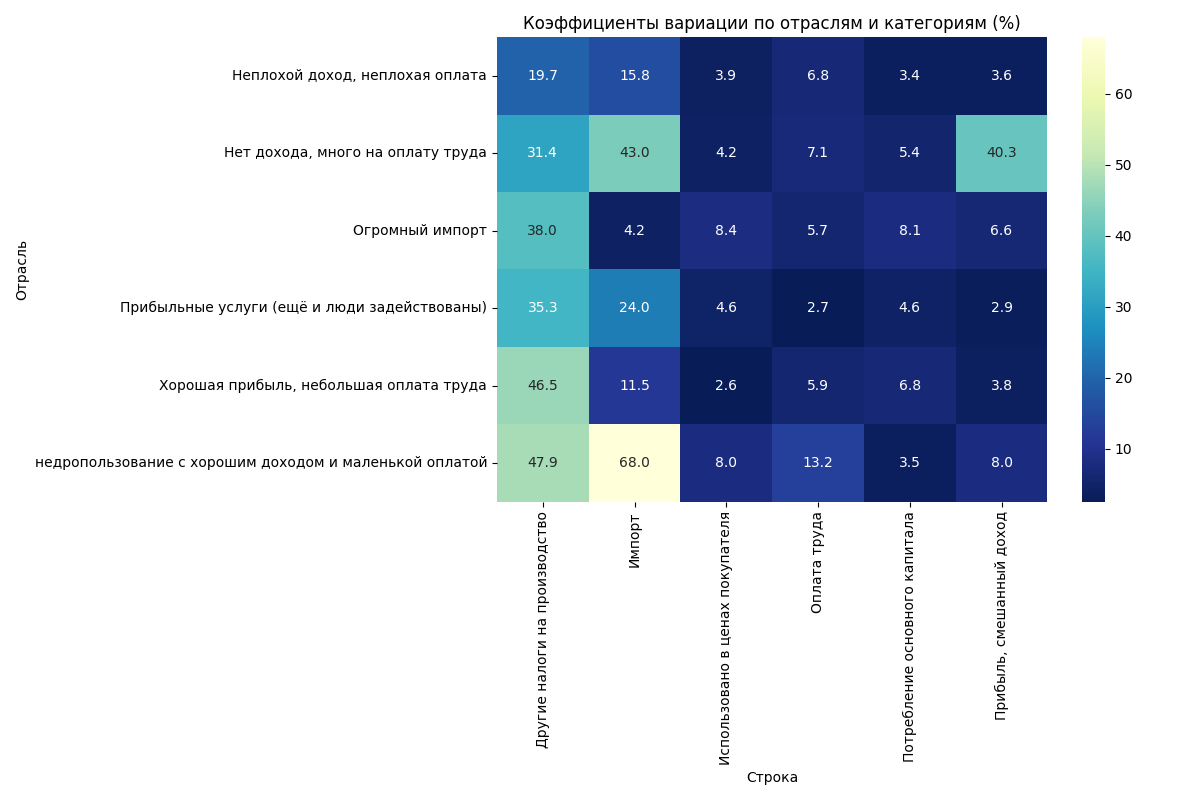 Коэффициенты вариации по отраслям и категориям (%)
Отрасль
Неплохой доход, неплохая оплата 19.7 15.8 3.9 6.8 3.4 3.6
Нет дохода, много на оплату труда 31.4 43.0 4.2 7.1 5.4 40.3
Огромный импорт 38.0 4.2 8.4 5.7 8.1 6.6
Прибыльные услуги (ещё и люди задействованы) 35.3 24.0 4.6 2.7 4.6 2.9
Хорошая прибыль, небольшая оплата труда 46.5 11.5 2.6 5.9 6.8 3.8
недропользование с хорошим доходом и маленькой оплатой 47.9 68.0 8.0 13.2 3.5 8.0
Другие налоги на производство
Импорт
Использовано в ценах покупателя
Оплата труда
Потребление основного капитала
Прибыль, смешанный доход
Строка
60
50
40
30
20
10